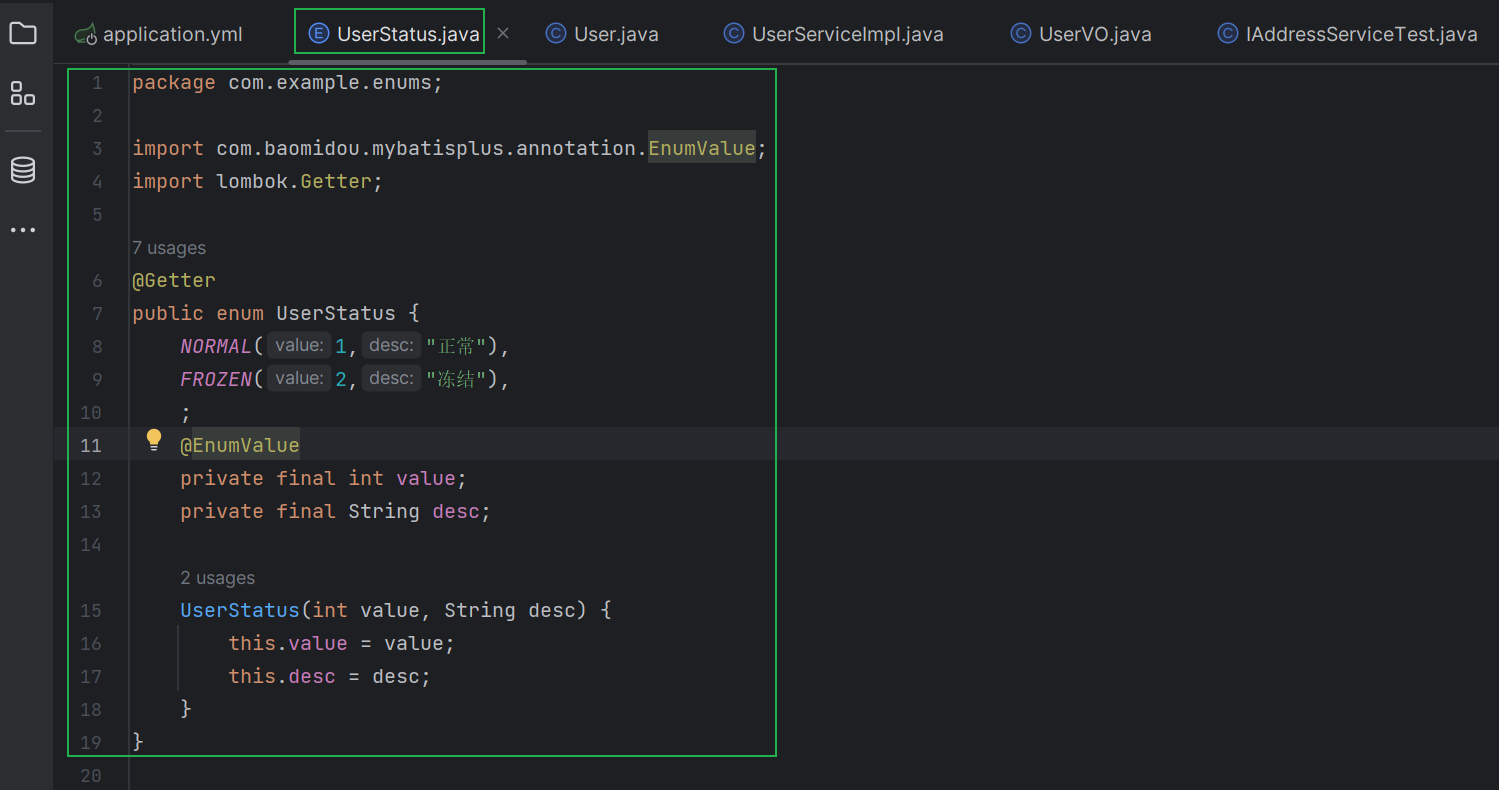 application.yml UserStatus.java User.java UserServiceImpl.java UserVO.java IAddressServiceTest.java
1 package com.example.enums;
2
3 import com.baomidou.mybatisplus.annotation.EnumValue;
4 import lombok.Getter;
5
7 usages
6 @Getter
7 public enum UserStatus {
8 NORMAL( value: 1, desc: "正常"),
9 FROZEN( value: 2, desc: "冻结"),
10 ;
11 @EnumValue
12 private final int value;
13 private final String desc;
14
2 usages
15 UserStatus(int value, String desc) {
16 this.value = value;
17 this.desc = desc;
18 }
19 }
20